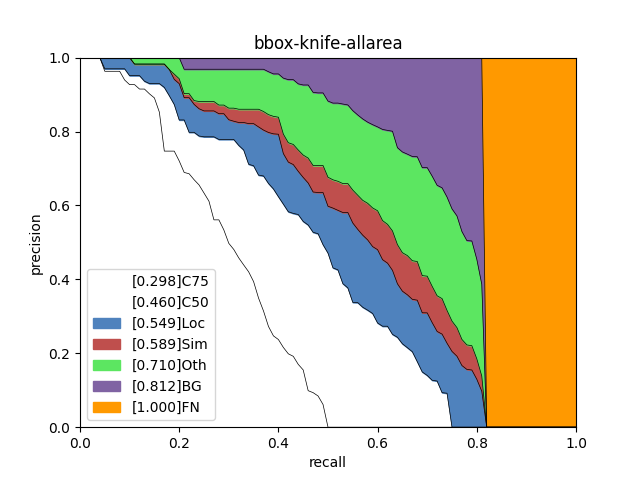 bbox-knife-allarea
1.0
0.8
0.6
0.4
0.2
0.0
precision
[0.298]C75
[0.460]C50
[0.549]Loc
[0.589]Sim
[0.710]Oth
[0.812]BG
[1.000]FN
0.0 0.2 0.4 0.6 0.8 1.0
recall